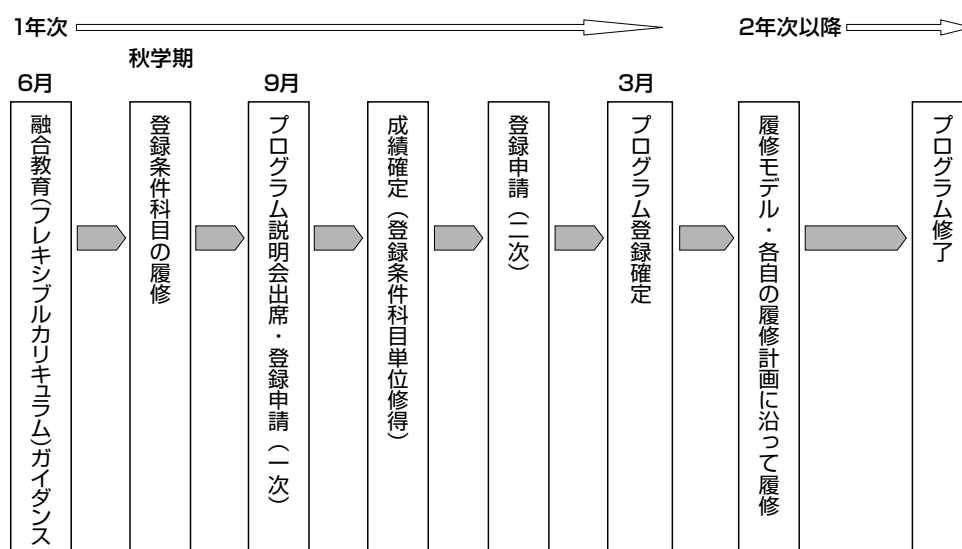 1年次
2年次以降
秋学期
6月
9月
3月
融合教育(フレキシブルカリキュラム)ガイダンス
登録条件科目の履修
プログラム説明会出席・登録申請(一次)
成績確定(登録条件科目単位修得)
登録申請(二次)
プログラム登録確定
履修モデル・各自の履修計画に沿って履修
プログラム修了